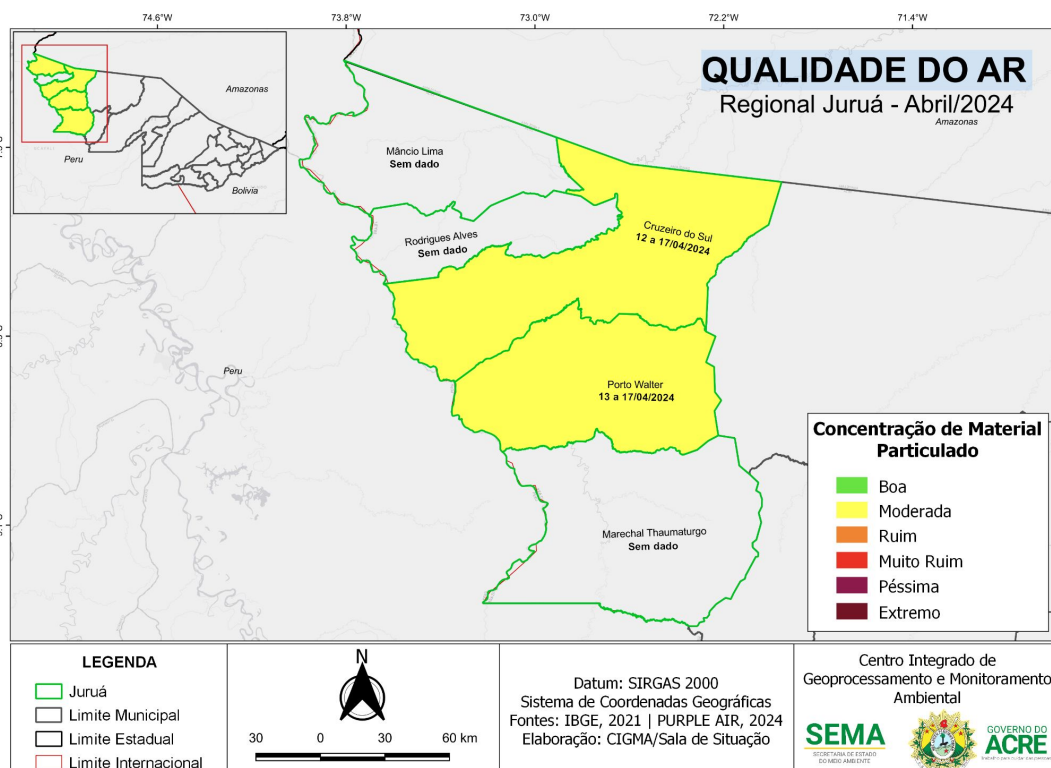 74.6°W
73.8°W
73.0°W
72.2°W
71.4°W
QUALIDADE DO AR
Regional Juruá - Abril/2024
Amazonas
Amazonas
Peru
Bolivia
Mâncio Lima
Sem dado
Rodrigues Alves
Sem dado
Cruzeiro do Sul
12 a 17/04/2024
Peru
Porto Walter
13 a 17/04/2024
Marechal Thaumaturgo
Sem dado
Concentração de Material
Particulado
Boa
Moderada
Ruim
Muito Ruim
Péssima
Extremo
LEGENDA
Juruá
Limite Municipal
Limite Estadual
Limite Internacional
N
30 0 30 60 km
Datum: SIRGAS 2000
Sistema de Coordenadas Geográficas
Fontes: IBGE, 2021 | PURPLE AIR, 2024
Elaboração: CIGMA/Sala de Situação
Centro Integrado de
Geoprocessamento e Monitoramento
Ambiental
SEMA
SECRETARIA DE ESTADO
DO MEIO AMBIENTE
GOVERNO DO
ACRE